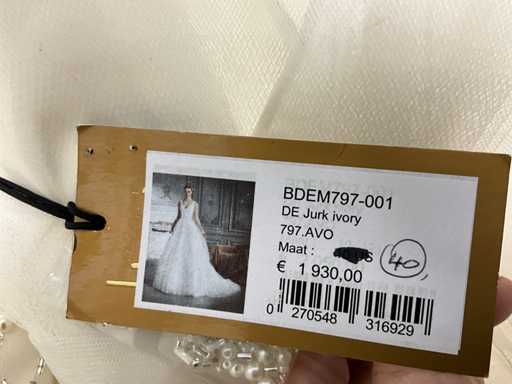 BDEM797-001
DE Jurk ivory
797.AVO
Maat : 40
€ 1 930,00
0 270548 316929